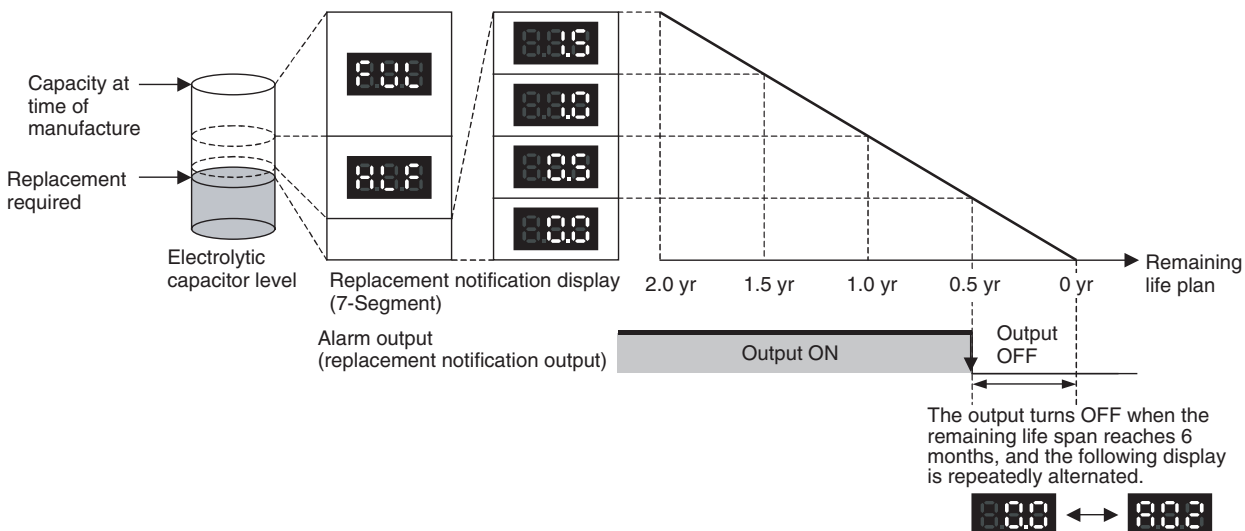 FUL
HLF
1.5
1.0
0.5
0.0
Capacity at
time of
manufacture
Replacement
required
Electrolytic
capacitor level
Replacement notification display
(7-Segment)
2.0 yr
1.5 yr
1.0 yr
0.5 yr
0 yr
Remaining
life plan
Alarm output
(replacement notification output)
Output ON
Output
OFF
The output turns OFF when the
remaining life span reaches 6
months, and the following display
is repeatedly alternated.
0.0
A02